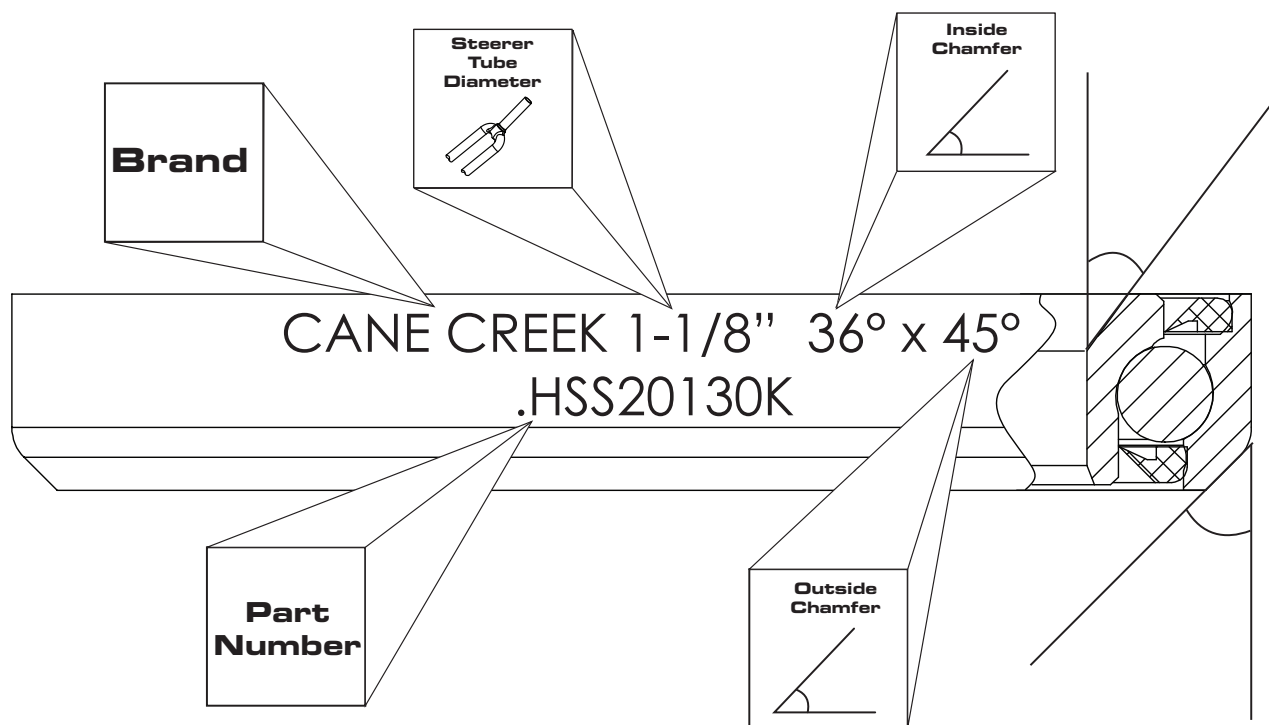 Steerer
Tube
Diameter
Inside
Chamfer
Brand
CANE CREEK 1-1/8” 36° x 45°
.HSS20130K
Part
Number
Outside
Chamfer